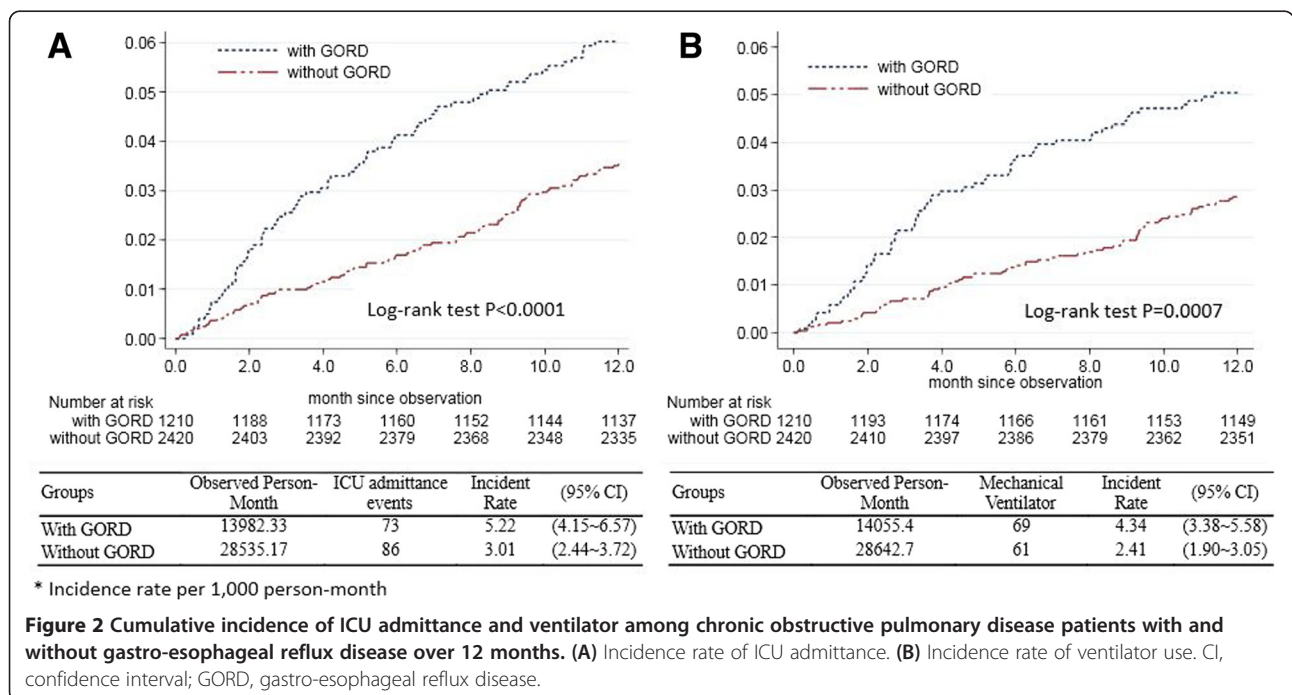 A
0.06
0.05
0.04
0.03
0.02
0.01
0.00
with GORD
without GORD
Log-rank test P<0.0001
0.0 2.0 4.0 6.0 8.0 10.0 12.0
month since observation
Number at risk
with GORD 1210 1188 1173 1160 1152 1144 1137
without GORD 2420 2403 2392 2379 2368 2348 2335
Groups Observed Person-Month ICU admittance events Incident Rate (95% CI)
With GORD 13982.33 73 5.22 (4.15~6.57)
Without GORD 28535.17 86 3.01 (2.44~3.72)
* Incidence rate per 1,000 person-month
B
0.06
0.05
0.04
0.03
0.02
0.01
0.00
with GORD
without GORD
Log-rank test P=0.0007
0.0 2.0 4.0 6.0 8.0 10.0 12.0
month since observation
Number at risk
with GORD 1210 1193 1174 1166 1161 1153 1149
without GORD 2420 2410 2397 2386 2379 2362 2351
Groups Observed Person-Month Mechanical Ventilator Incident Rate (95% CI)
With GORD 14055.4 69 4.34 (3.38~5.58)
Without GORD 28642.7 61 2.41 (1.90~3.05)
Figure 2 Cumulative incidence of ICU admittance and ventilator among chronic obstructive pulmonary disease patients with and
without gastro-esophageal reflux disease over 12 months. (A) Incidence rate of ICU admittance. (B) Incidence rate of ventilator use. CI,
confidence interval; GORD, gastro-esophageal reflux disease.